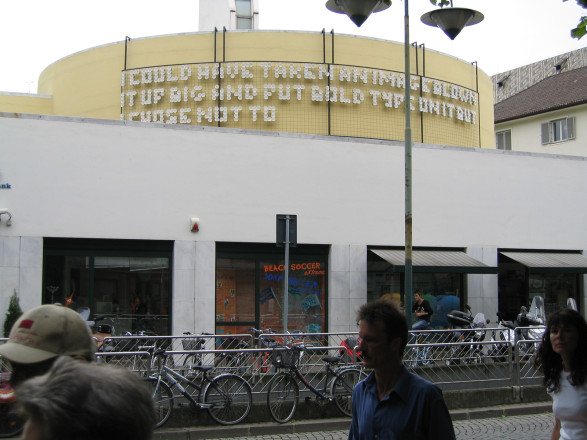 I COULD HAVE TAKEN AN IMAGE BLOWN
IT UP BIG AND PUT BOLD TYPE ON IT BUT
I CHOSE NOT TO
BEACH SOCCER